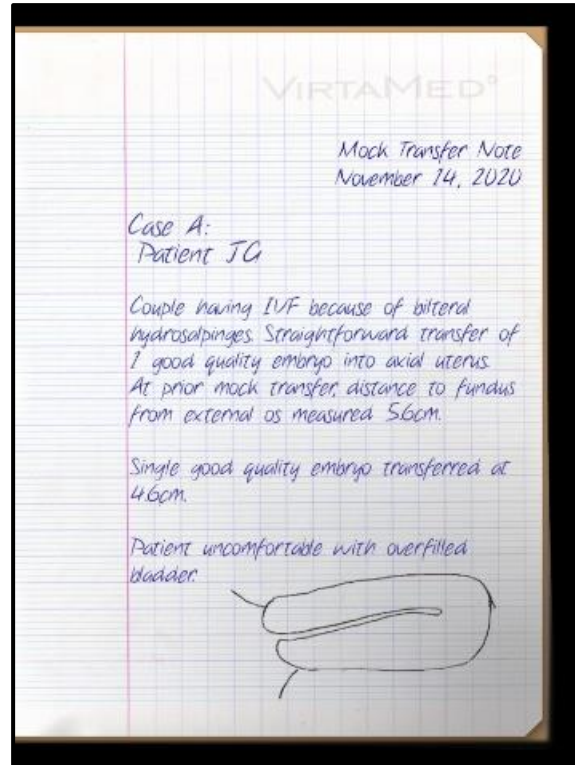 VIRTAMED®
Mock Transfer Note
November 14, 2020
Case A:
Patient JG
Couple having IVF because of bilteral
hydrosalpinges. Straightforward transfer of
1 good quality embryo into axial uterus.
At prior mock transfer, distance to fundus
from external os measured 5.6cm.
Single good quality embryo transferred at
4.6cm.
Patient uncomfortable with overfilled
bladder.